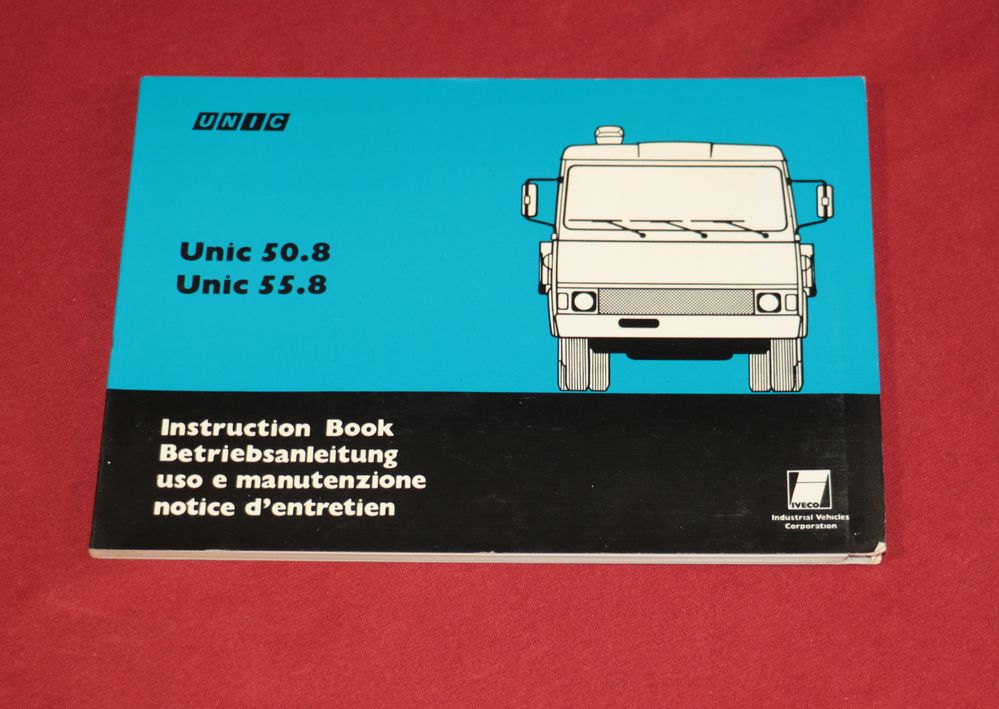 UNIC
Unic 50.8
Unic 55.8
Instruction Book
Betriebsanleitung
uso e manutenzione
notice d'entretien
IVECO
Industrial Vehicles
Corporation